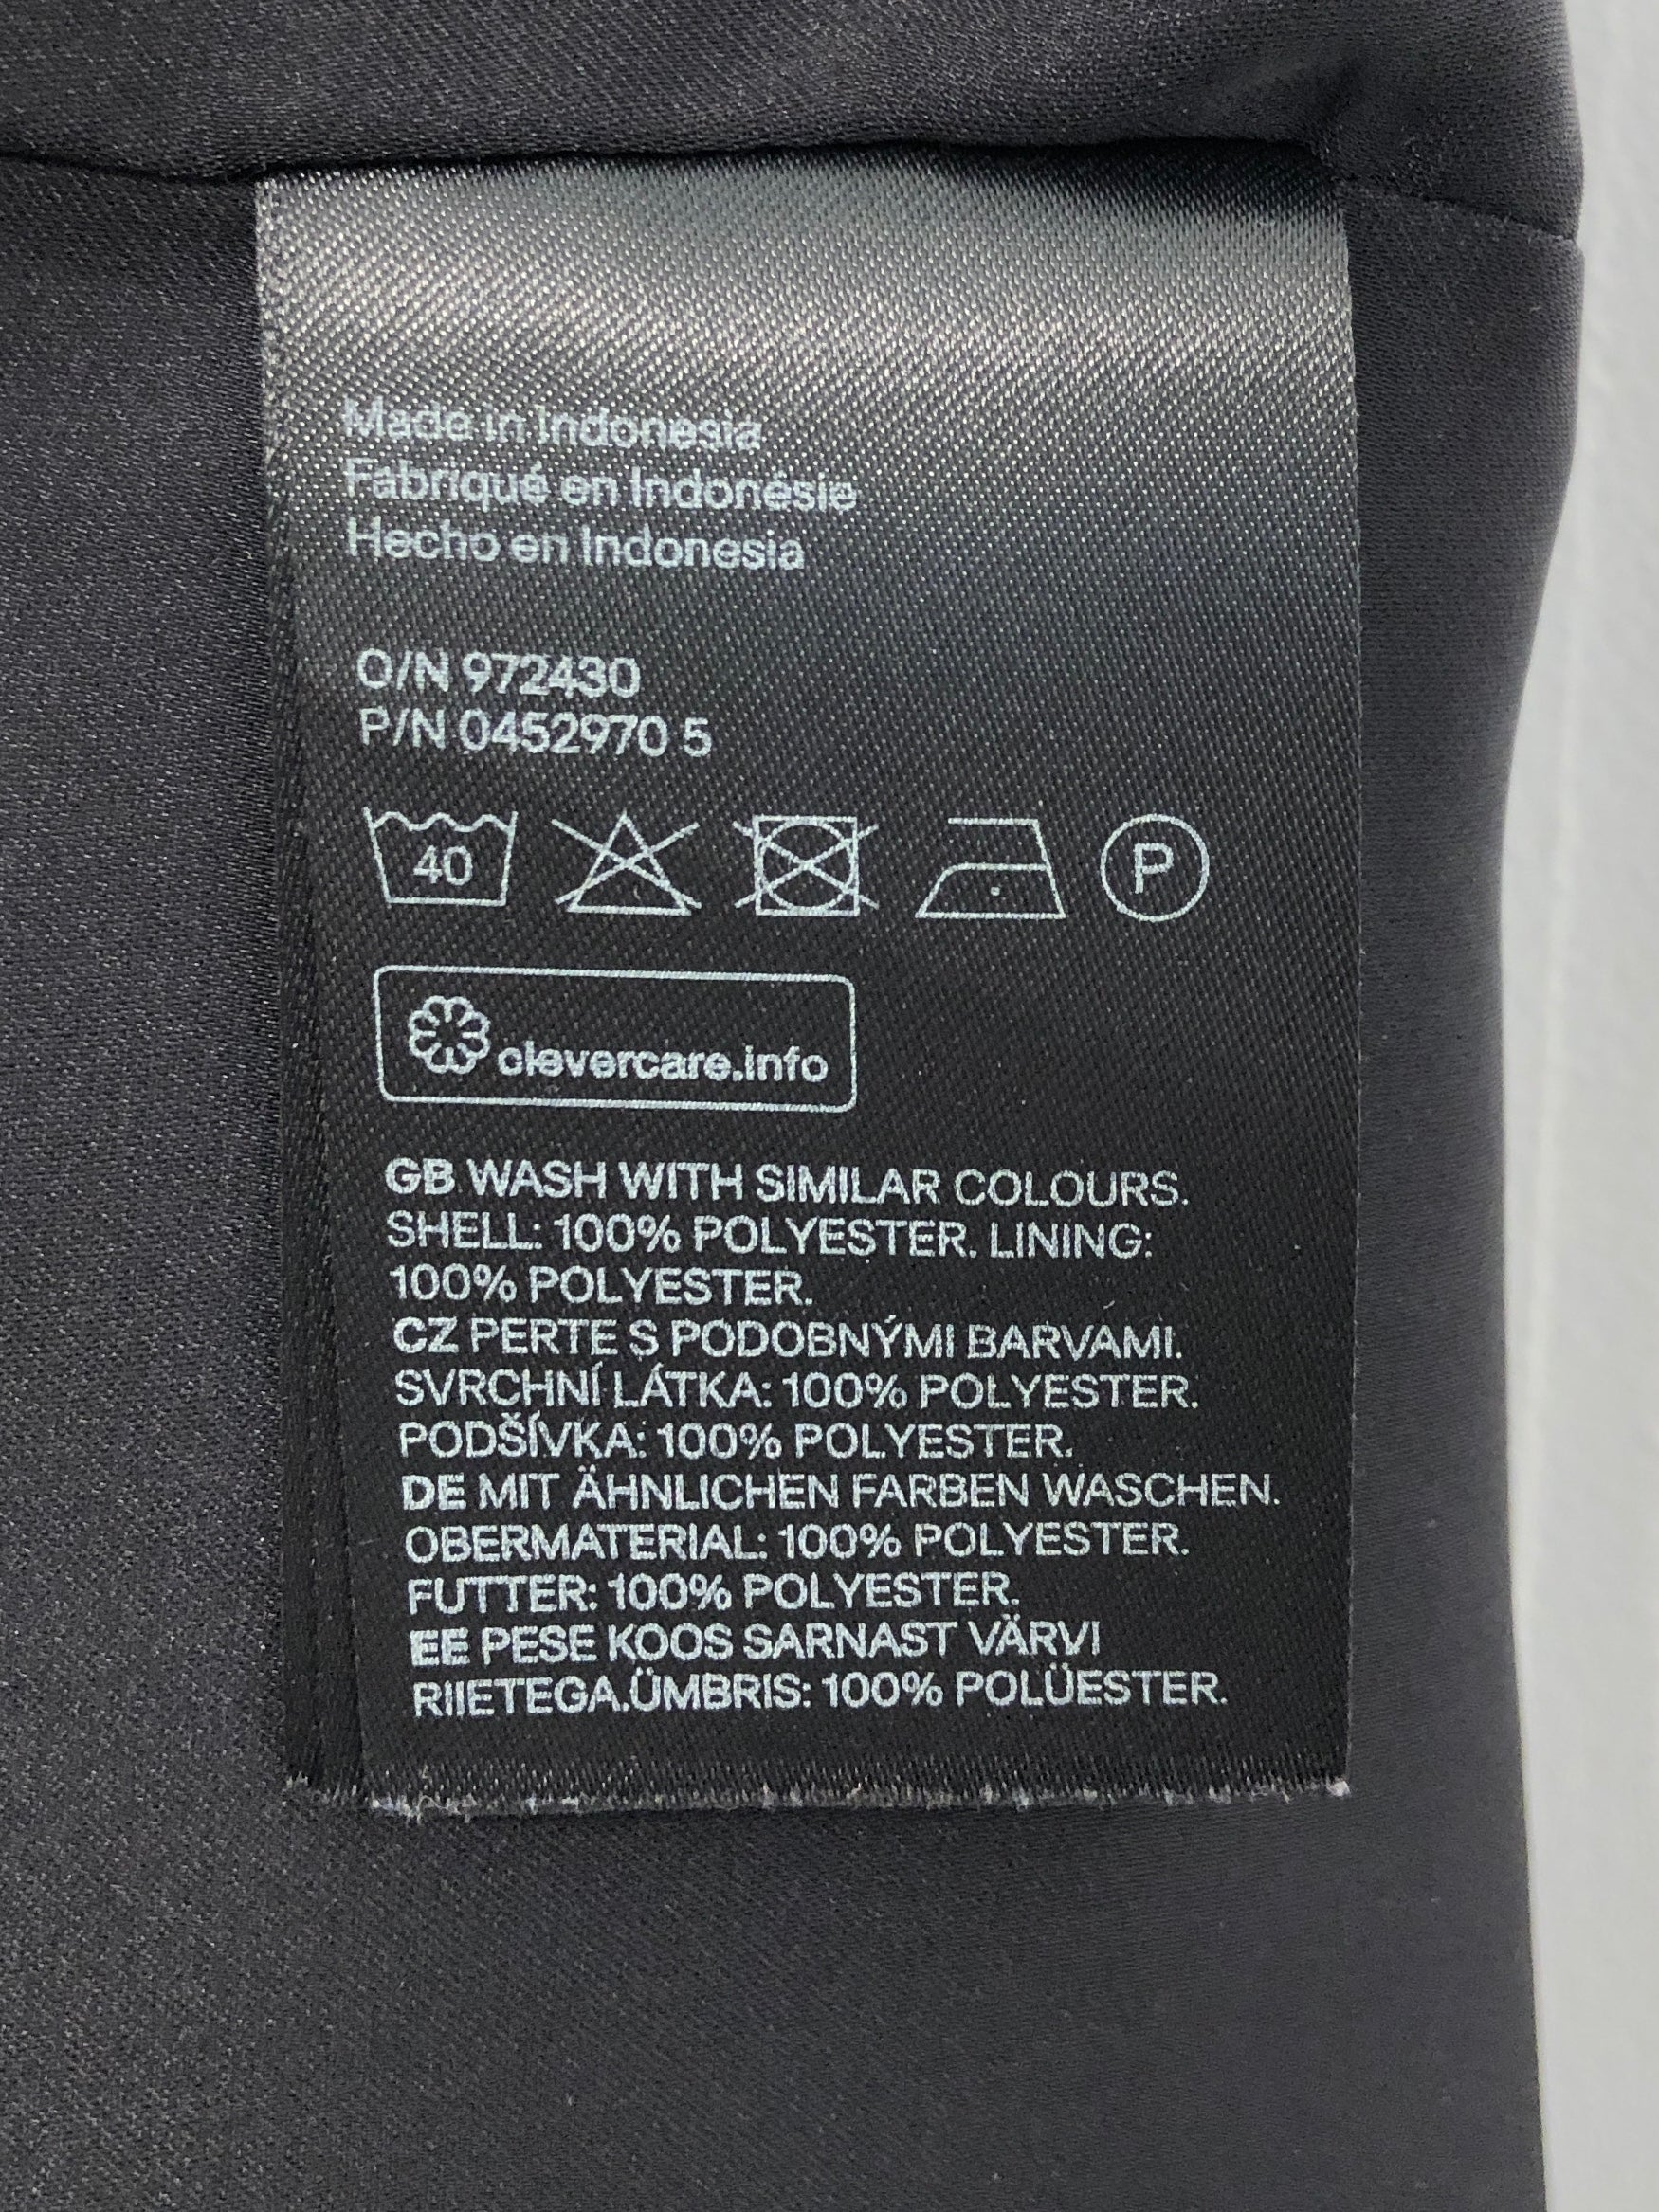 Made in Indonesia
Fabriqué en Indonésie
Hecho en Indonesia
O/N 972430
P/N 0452970 5
40
P
clevercare.info
GB WASH WITH SIMILAR COLOURS.
SHELL: 100% POLYESTER. LINING:
100% POLYESTER.
CZ PERTE S PODOBNÝMI BARVAMI.
SVRCHNÍ LÁTKA: 100% POLYESTER.
PODŠÍVKA: 100% POLYESTER.
DE MIT ÄHNLICHEN FARBEN WASCHEN.
OBERMATERIAL: 100% POLYESTER.
FUTTER: 100% POLYESTER.
EE PESE KOOS SARNAST VÄRVI
RIIETEGA.ÜMBRIS: 100% POLÜESTER.